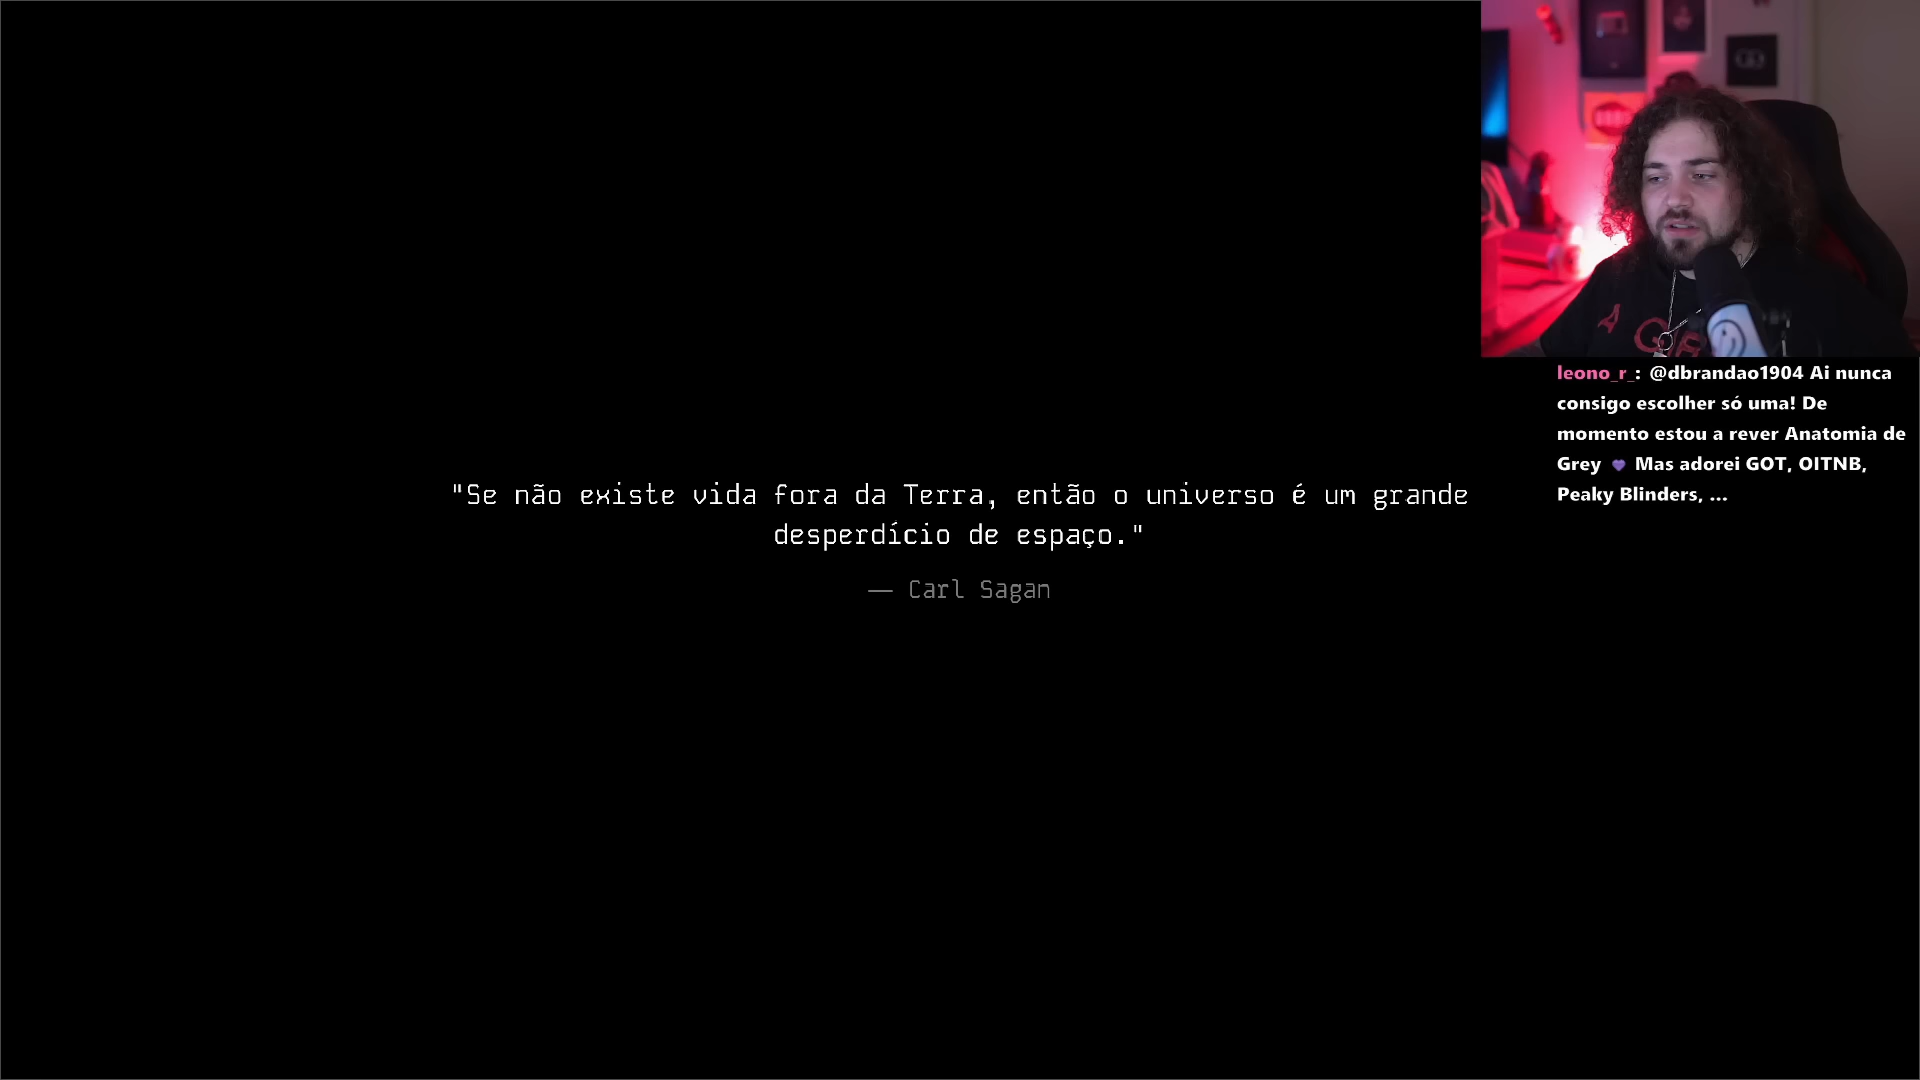 "Se não existe vida fora da Terra, então o universo é um grande
desperdício de espaço."
— Carl Sagan
leono_r_: @dbrandao1904 Ai nunca
consigo escolher só uma! De
momento estou a rever Anatomia de
Grey 💜 Mas adorei GOT, OITNB,
Peaky Blinders, ...